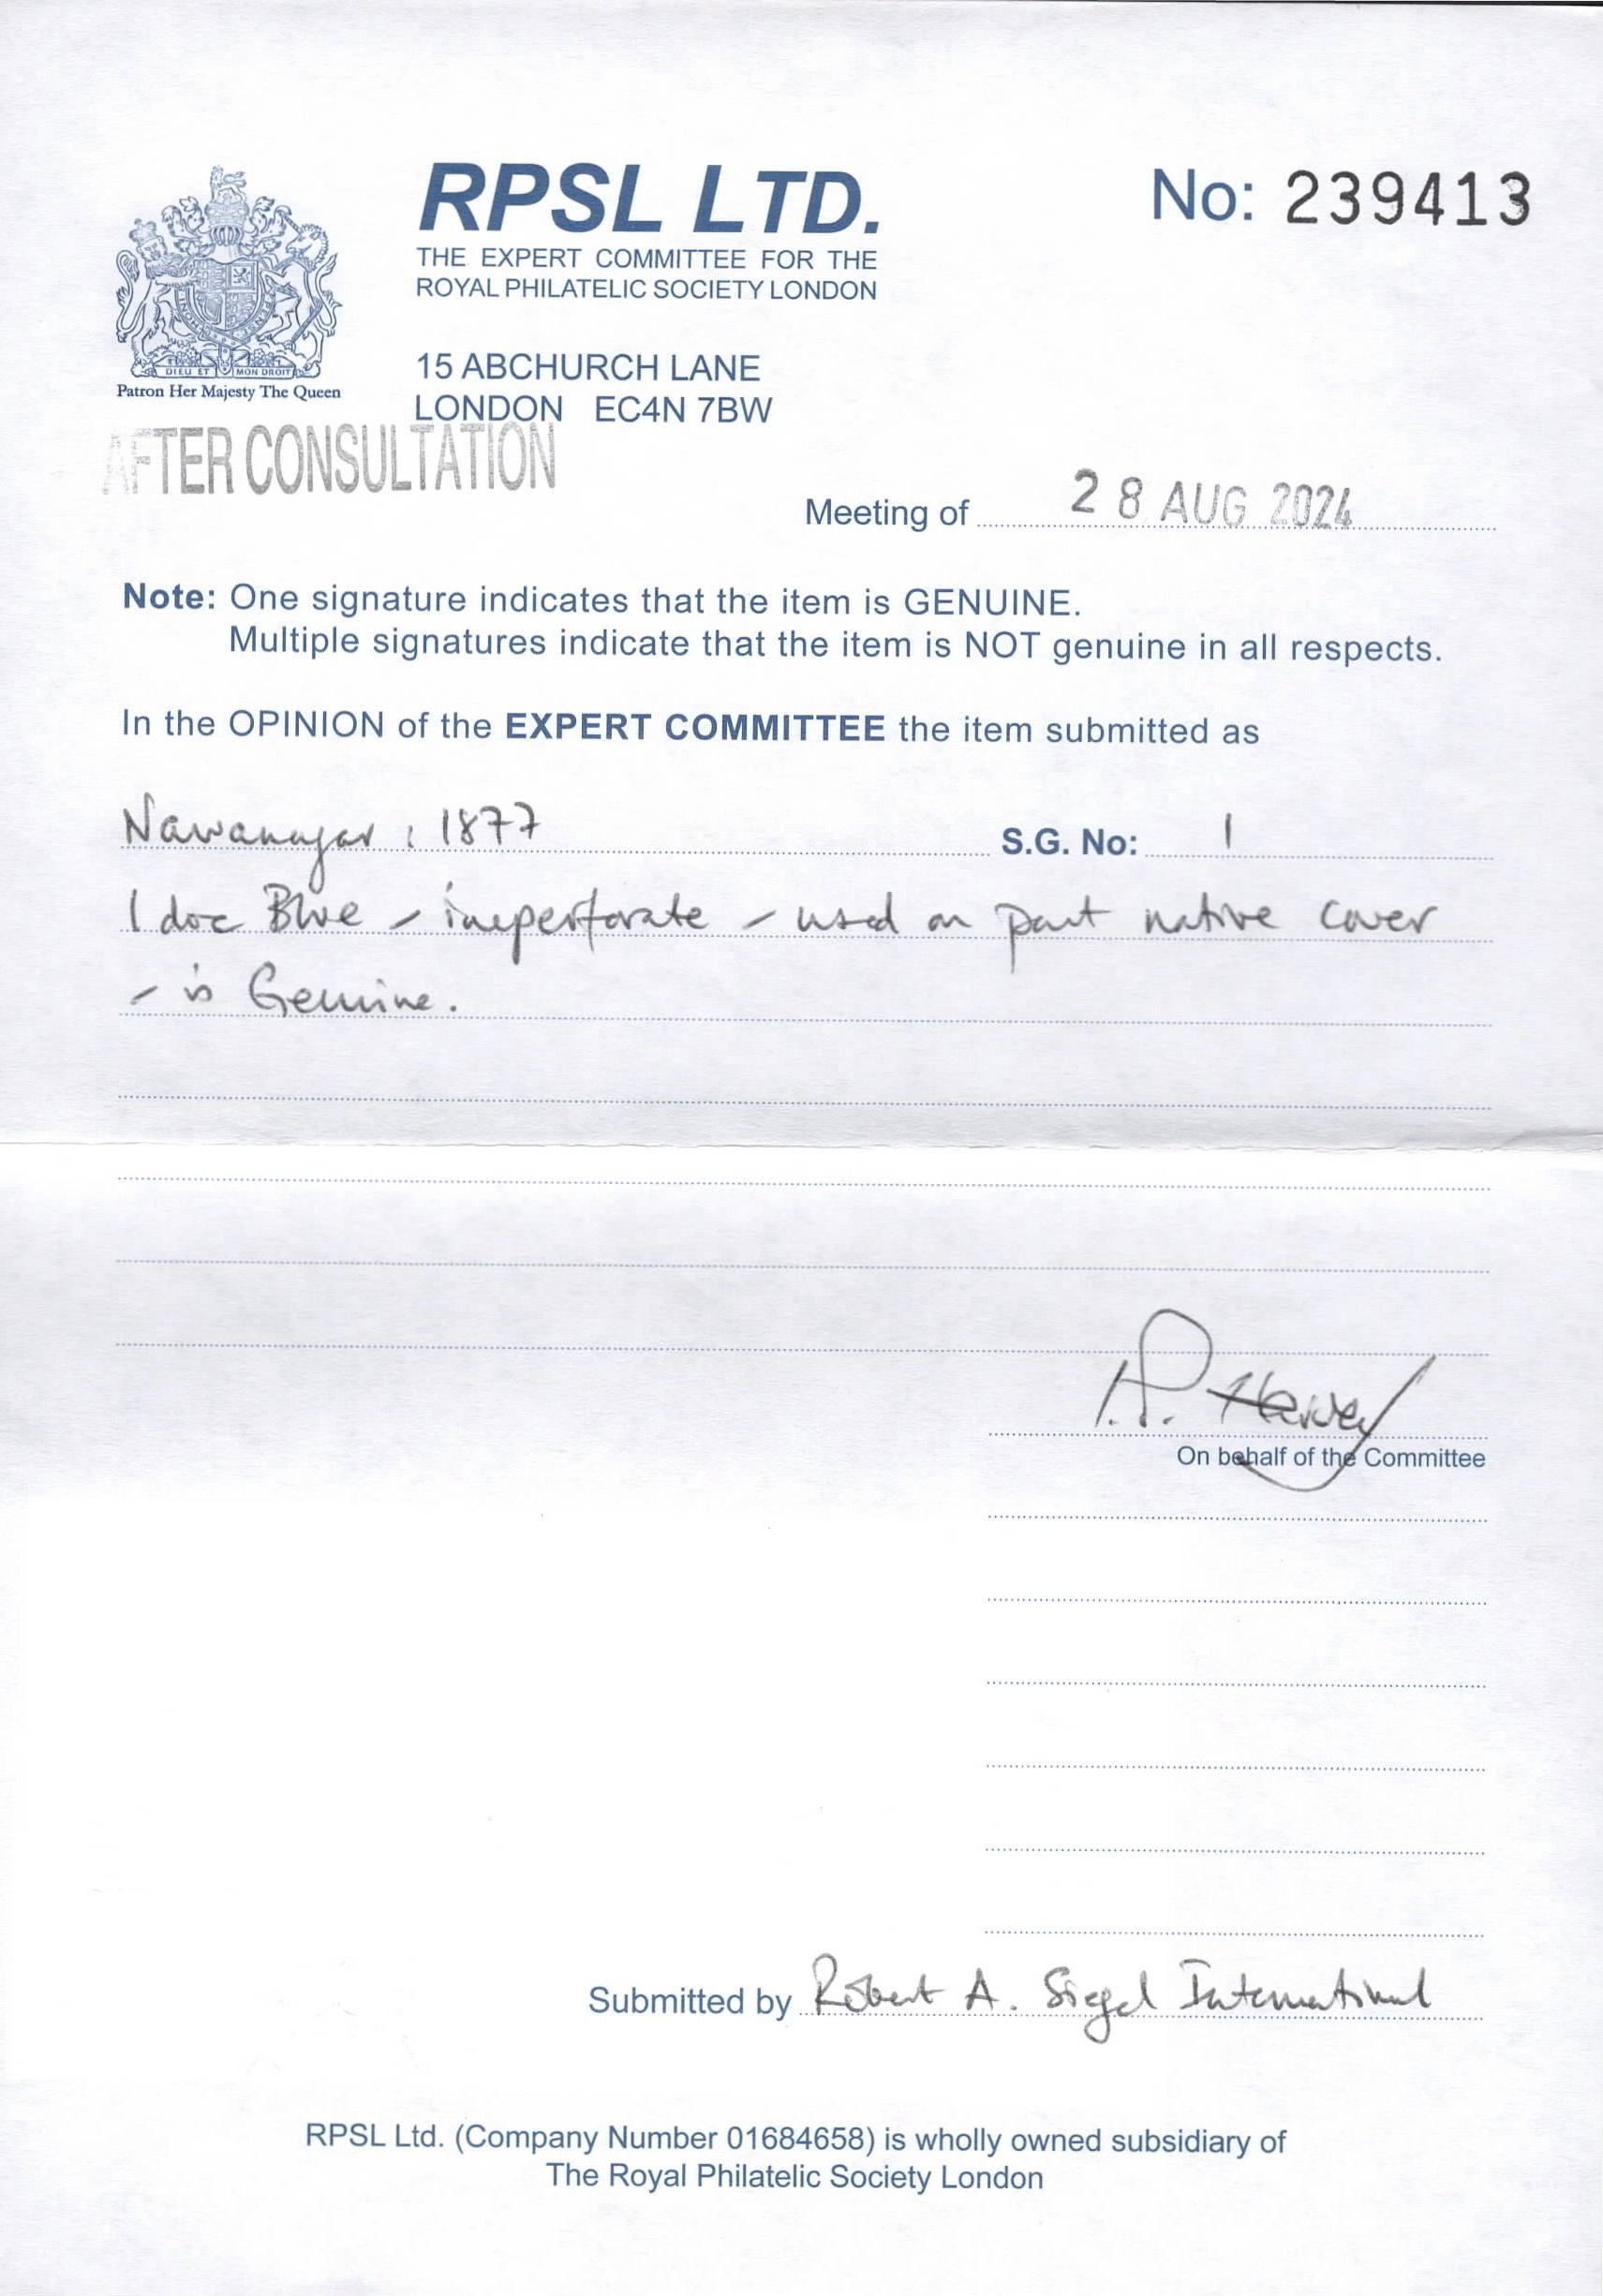 RPSL LTD.
No: 239413
THE EXPERT COMMITTEE FOR THE
ROYAL PHILATELIC SOCIETY LONDON
DIEU ET MON DROIT
Patron Her Majesty The Queen
15 ABCHURCH LANE
LONDON EC4N 7BW
AFTER CONSULTATION
Meeting of 28 AUG 2024
Note: One signature indicates that the item is GENUINE.
Multiple signatures indicate that the item is NOT genuine in all respects.
In the OPINION of the EXPERT COMMITTEE the item submitted as
Nawanagar : 1877 S.G. No: 1
1 doc Blue - imperforate - used on part native cover
- is Genuine.
P. Harvey
On behalf of the Committee
Submitted by Robert A. Siegel International
RPSL Ltd. (Company Number 01684658) is wholly owned subsidiary of
The Royal Philatelic Society London